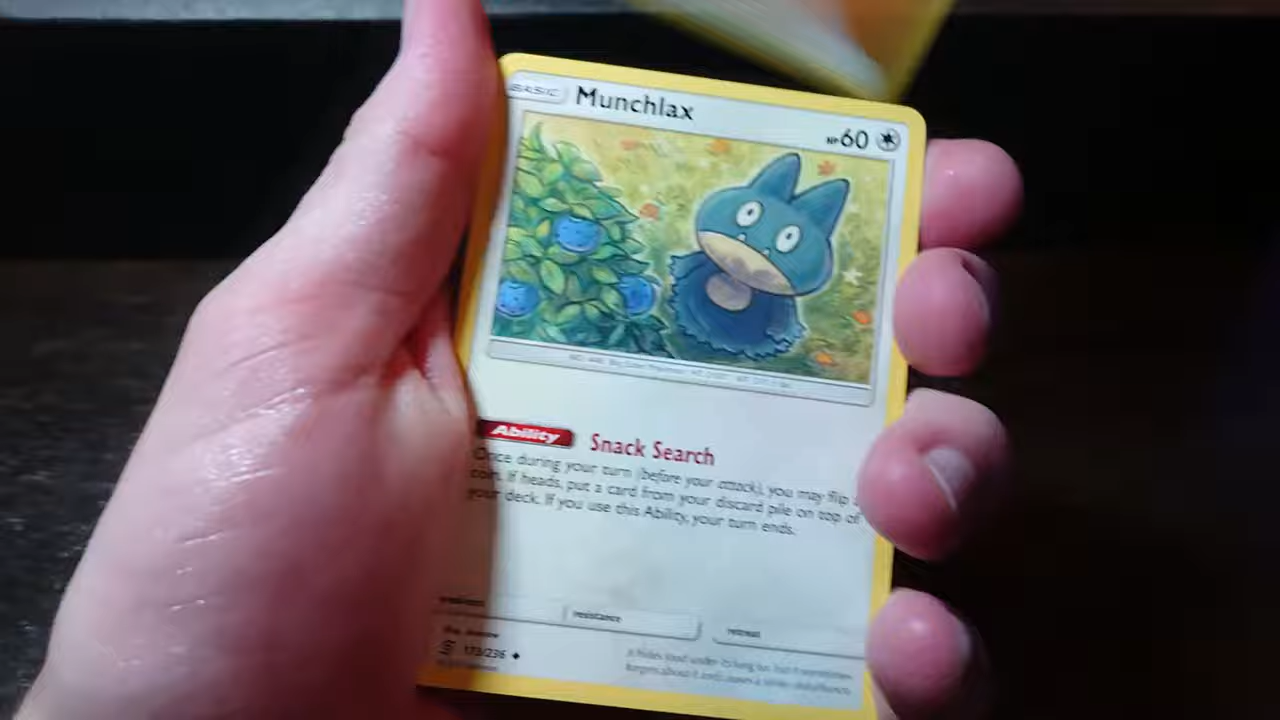 BASIC Munchlax
HP60
Ability Snack Search
Once during your turn (before your attack), you may flip a
coin. If heads, put a card from your discard pile on top of
your deck. If you use this Ability, your turn ends.
weakness
resistance
retreat
173/236